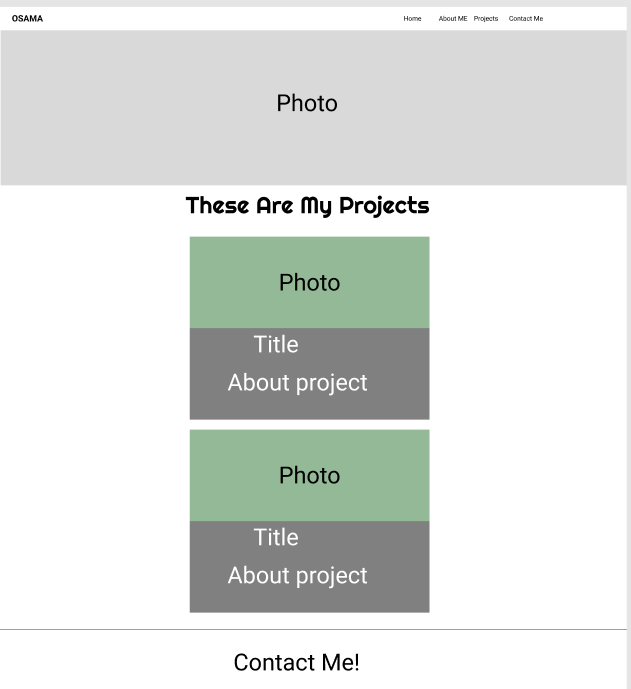 OSAMA
Home About ME Projects Contact Me
Photo
These Are My Projects
Photo
Title
About project
Photo
Title
About project
Contact Me!